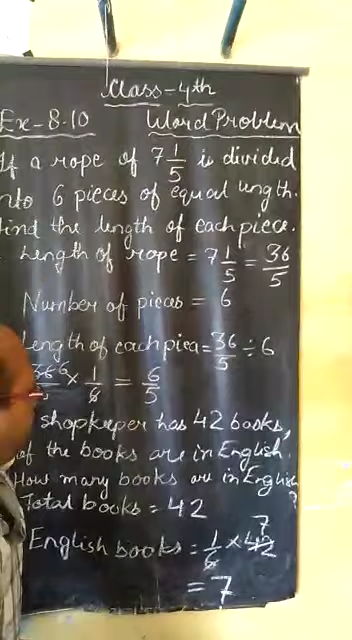 Class-4th
Ex-8.10 Word Problem
If a rope of 7 1/5 is divided
into 6 pieces of equal length.
find the length of each piece.
Length of rope = 7 1/5 = 36/5
Number of pieces = 6
Length of each piece = 36/5 ÷ 6
36 6 × 1/6 = 6/5
shopkeeper has 42 books,
of the books are in English.
How many books are in English
?
Total books = 42
7
English books = 1/6 × 42
= 7